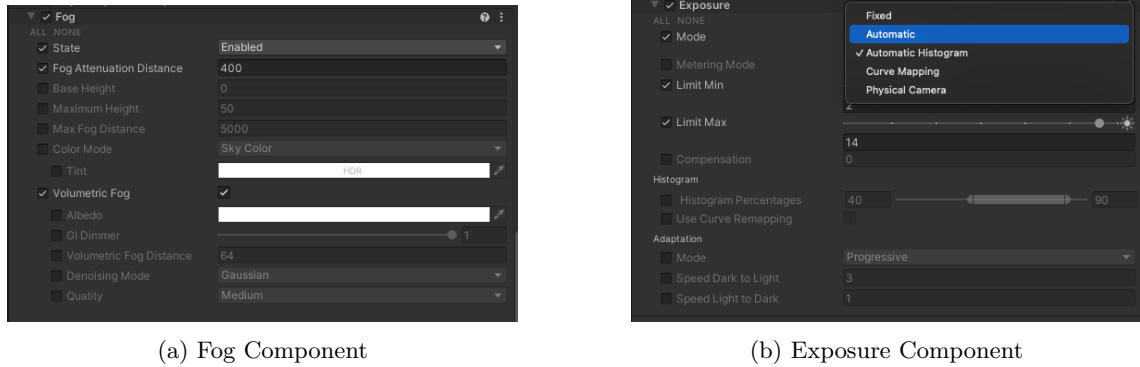 Fog
ALL NONE
State Enabled
Fog Attenuation Distance 400
Base Height 0
Maximum Height 50
Max Fog Distance 5000
Color Mode Sky Color
Tint HDR
Volumetric Fog
Albedo
GI Dimmer 1
Volumetric Fog Distance 64
Denoising Mode Gaussian
Quality Medium
(a) Fog Component
Exposure
ALL NONE
Mode
Fixed
Automatic
Automatic Histogram
Curve Mapping
Physical Camera
Metering Mode
Limit Min
2
Limit Max
14
Compensation 0
Histogram
Histogram Percentages 40 90
Use Curve Remapping
Adaptation
Mode Progressive
Speed Dark to Light 3
Speed Light to Dark 1
(b) Exposure Component